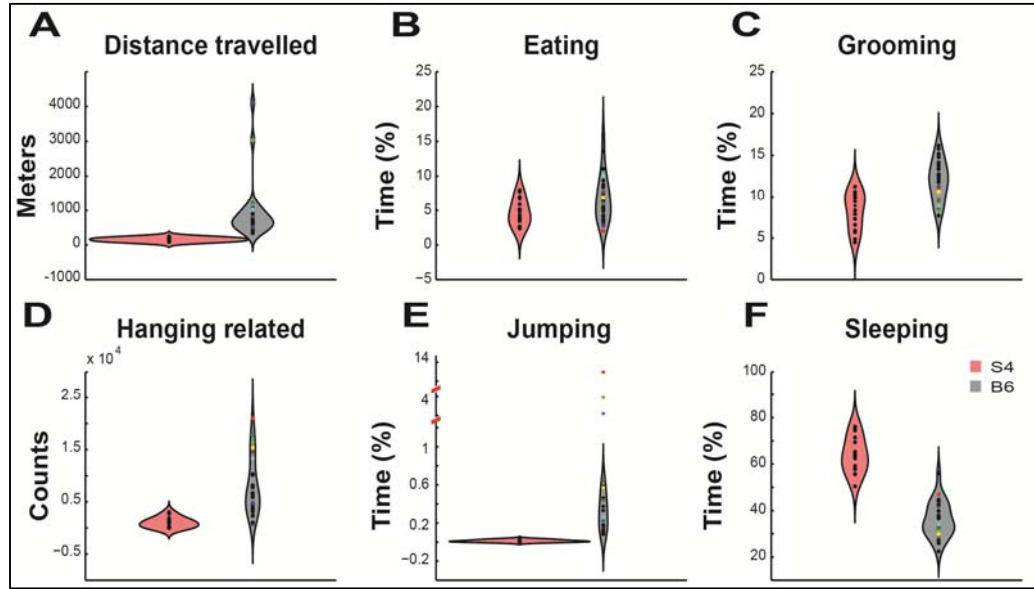 A
Distance travelled
Meters
4000
3000
2000
1000
0
-1000
B
Eating
Time (%)
25
20
15
10
5
0
−5
C
Grooming
Time (%)
25
20
15
10
5
0
D
Hanging related
x 10⁴
Counts
2.5
1.5
0.5
−0.5
E
Jumping
Time (%)
14
4
1
0.6
0.2
−0.2
F
Sleeping
Time (%)
100
80
60
40
20
S4
B6